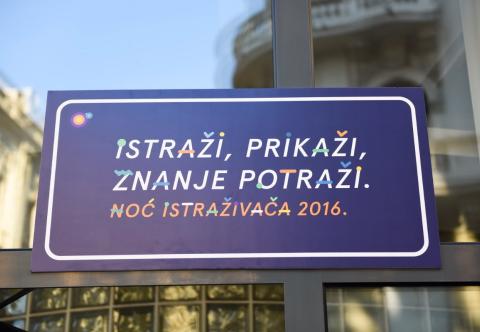 ISTRAŽI, PRIKAŽI,
ZNANJE POTRAŽI.
NOĆ ISTRAŽIVAČA 2016.